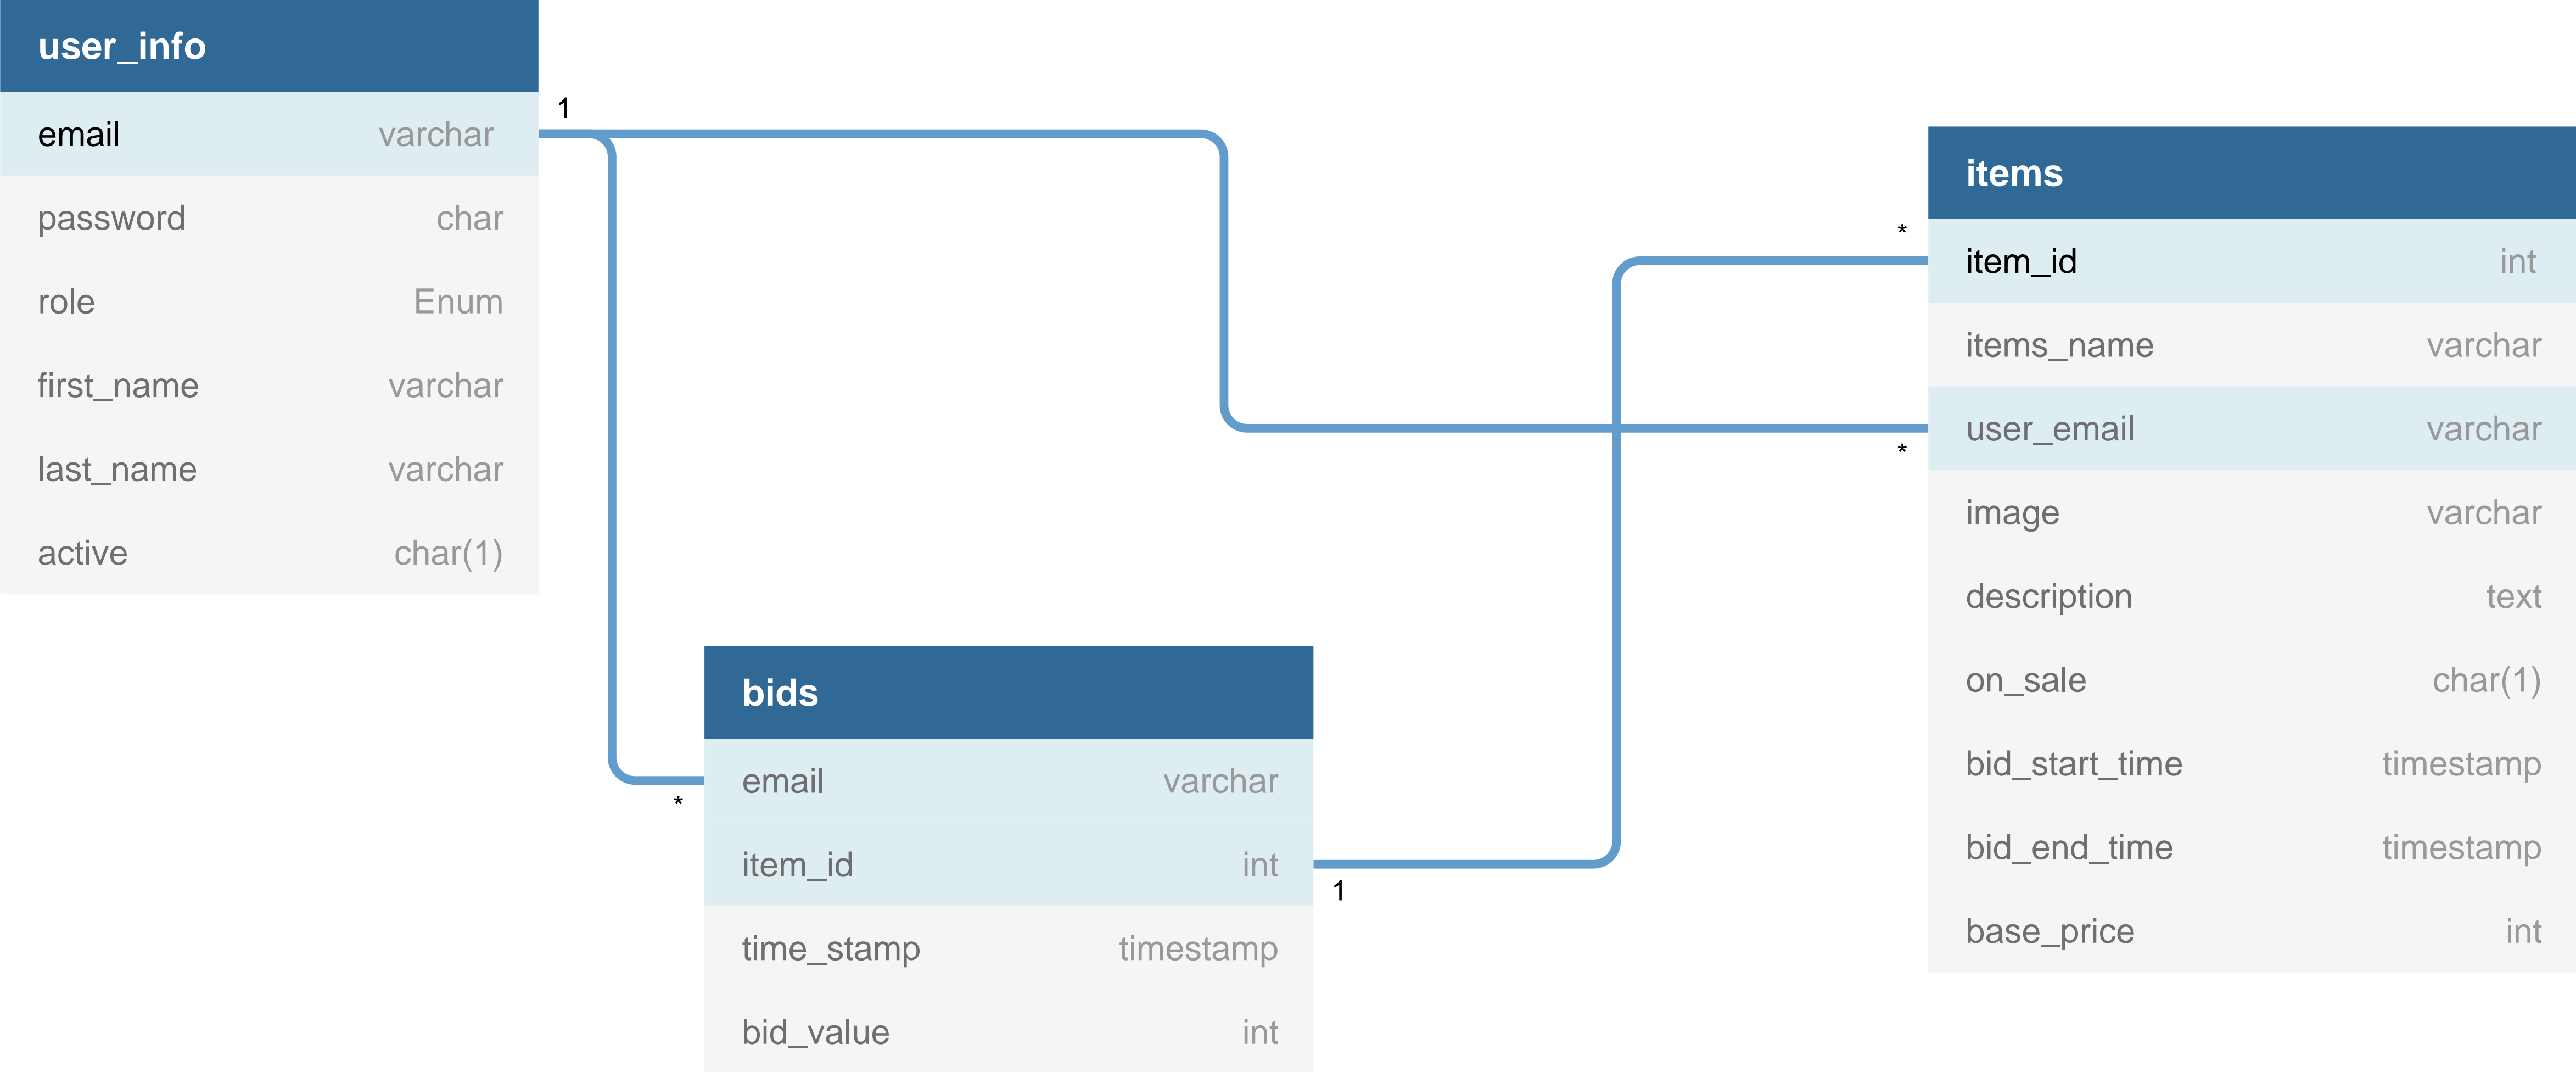 user_info
email varchar
password char
role Enum
first_name varchar
last_name varchar
active char(1)
1
*
*
items
item_id int
items_name varchar
user_email varchar
image varchar
description text
on_sale char(1)
bid_start_time timestamp
bid_end_time timestamp
base_price int
bids
email varchar
item_id int
time_stamp timestamp
bid_value int
*
1